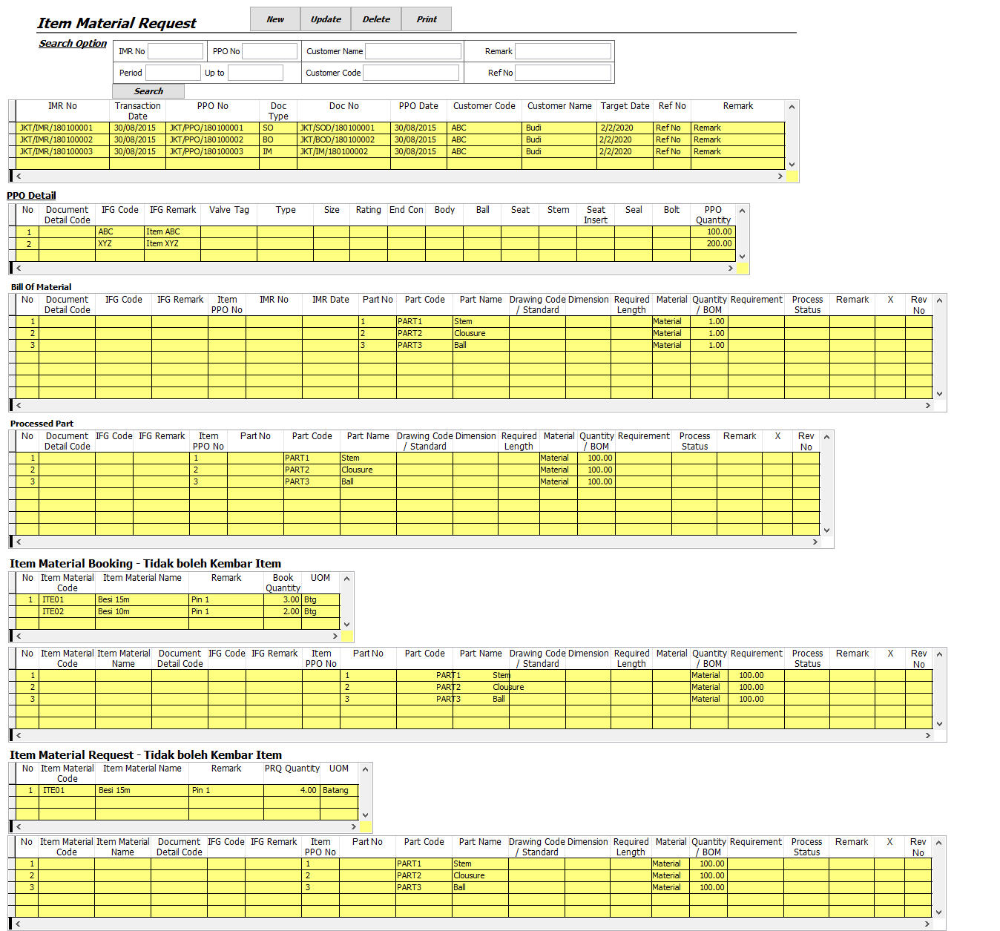 Item Material Request
New Update Delete Print
Search Option
IMR No PPO No Customer Name Remark
Period Up to Customer Code Ref No
Search
IMR No Transaction Date PPO No Doc Type Doc No PPO Date Customer Code Customer Name Target Date Ref No Remark
JKT/IMR/180100001 30/08/2015 JKT/PPO/180100001 SO JKT/SOD/180100001 30/08/2015 ABC Budi 2/2/2020 Ref No Remark
JKT/IMR/180100002 30/08/2015 JKT/PPO/180100002 BO JKT/BOD/180100002 30/08/2015 ABC Budi 2/2/2020 Ref No Remark
JKT/IMR/180100003 30/08/2015 JKT/PPO/180100003 IM JKT/IM/180100002 30/08/2015 ABC Budi 2/2/2020 Ref No Remark
PPO Detail
No Document Detail Code IFG Code IFG Remark Valve Tag Type Size Rating End Con Body Ball Seat Stem Seat Insert Seal Bolt PPO Quantity
1 ABC Item ABC 100.00
2 XYZ Item XYZ 200.00
Bill Of Material
No Document Detail Code IFG Code IFG Remark Item PPO No IMR No IMR Date Part No Part Code Part Name Drawing Code / Standard Dimension Required Length Material Quantity / BOM Requirement Process Status Remark X Rev No
1 1 PART1 Stem Material 1.00
2 2 PART2 Clousure Material 1.00
3 3 PART3 Ball Material 1.00
Processed Part
No Document Detail Code IFG Code IFG Remark Item PPO No Part No Part Code Part Name Drawing Code / Standard Dimension Required Length Material Quantity / BOM Requirement Process Status Remark X Rev No
1 1 PART1 Stem Material 100.00
2 2 PART2 Clousure Material 100.00
3 3 PART3 Ball Material 100.00
Item Material Booking - Tidak boleh Kembar Item
No Item Material Code Item Material Name Remark Book Quantity UOM
1 ITE01 Besi 15m Pin 1 3.00 Btg
ITE02 Besi 10m Pin 1 2.00 Btg
No Item Material Code Item Material Name Document Detail Code IFG Code IFG Remark Item PPO No Part No Part Code Part Name Drawing Code / Standard Dimension Required Length Material Quantity / BOM Requirement Process Status Remark X Rev No
1 1 PART1 Stem Material 100.00
2 2 PART2 Clousure Material 100.00
3 3 PART3 Ball Material 100.00
Item Material Request - Tidak boleh Kembar Item
No Item Material Code Item Material Name Remark PRQ Quantity UOM
1 ITE01 Besi 15m Pin 1 4.00 Batang
No Item Material Code Item Material Name Document Detail Code IFG Code IFG Remark Item PPO No Part No Part Code Part Name Drawing Code / Standard Dimension Required Length Material Quantity / BOM Requirement Process Status Remark X Rev No
1 1 PART1 Stem Material 100.00
2 2 PART2 Clousure Material 100.00
3 3 PART3 Ball Material 100.00